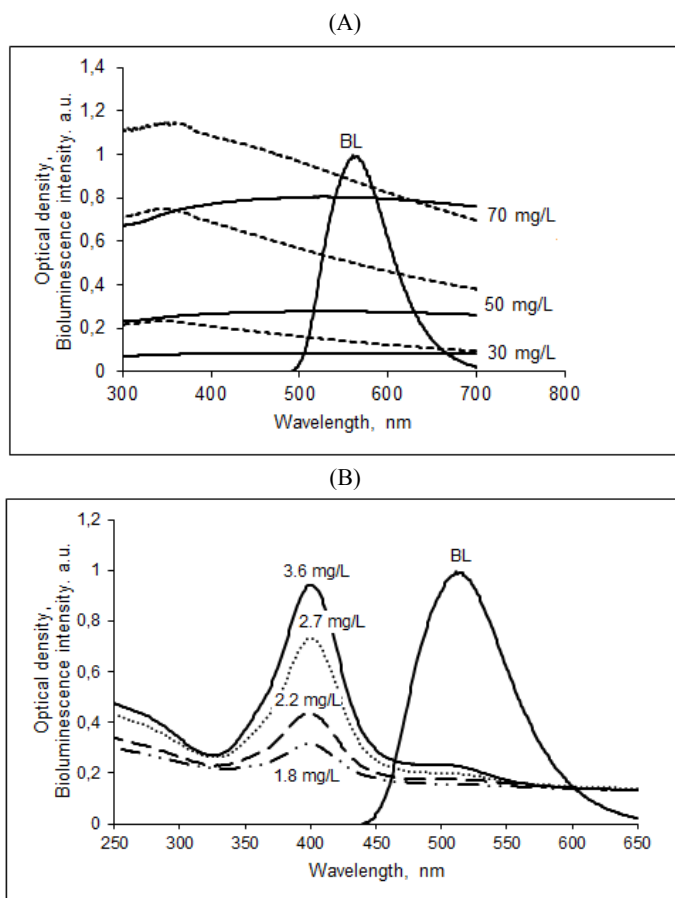 (A)
Optical density,
Bioluminescence intensity. a.u.
1,4
1,2
1
0,8
0,6
0,4
0,2
0
BL
70 mg/L
50 mg/L
30 mg/L
300 400 500 600 700 800
Wavelength, nm
(B)
Optical density,
Bioluminescence intensity. a.u.
1,2
1
0,8
0,6
0,4
0,2
0
3.6 mg/L
2.7 mg/L
2.2 mg/L
1.8 mg/L
BL
250 300 350 400 450 500 550 600 650
Wavelength, nm